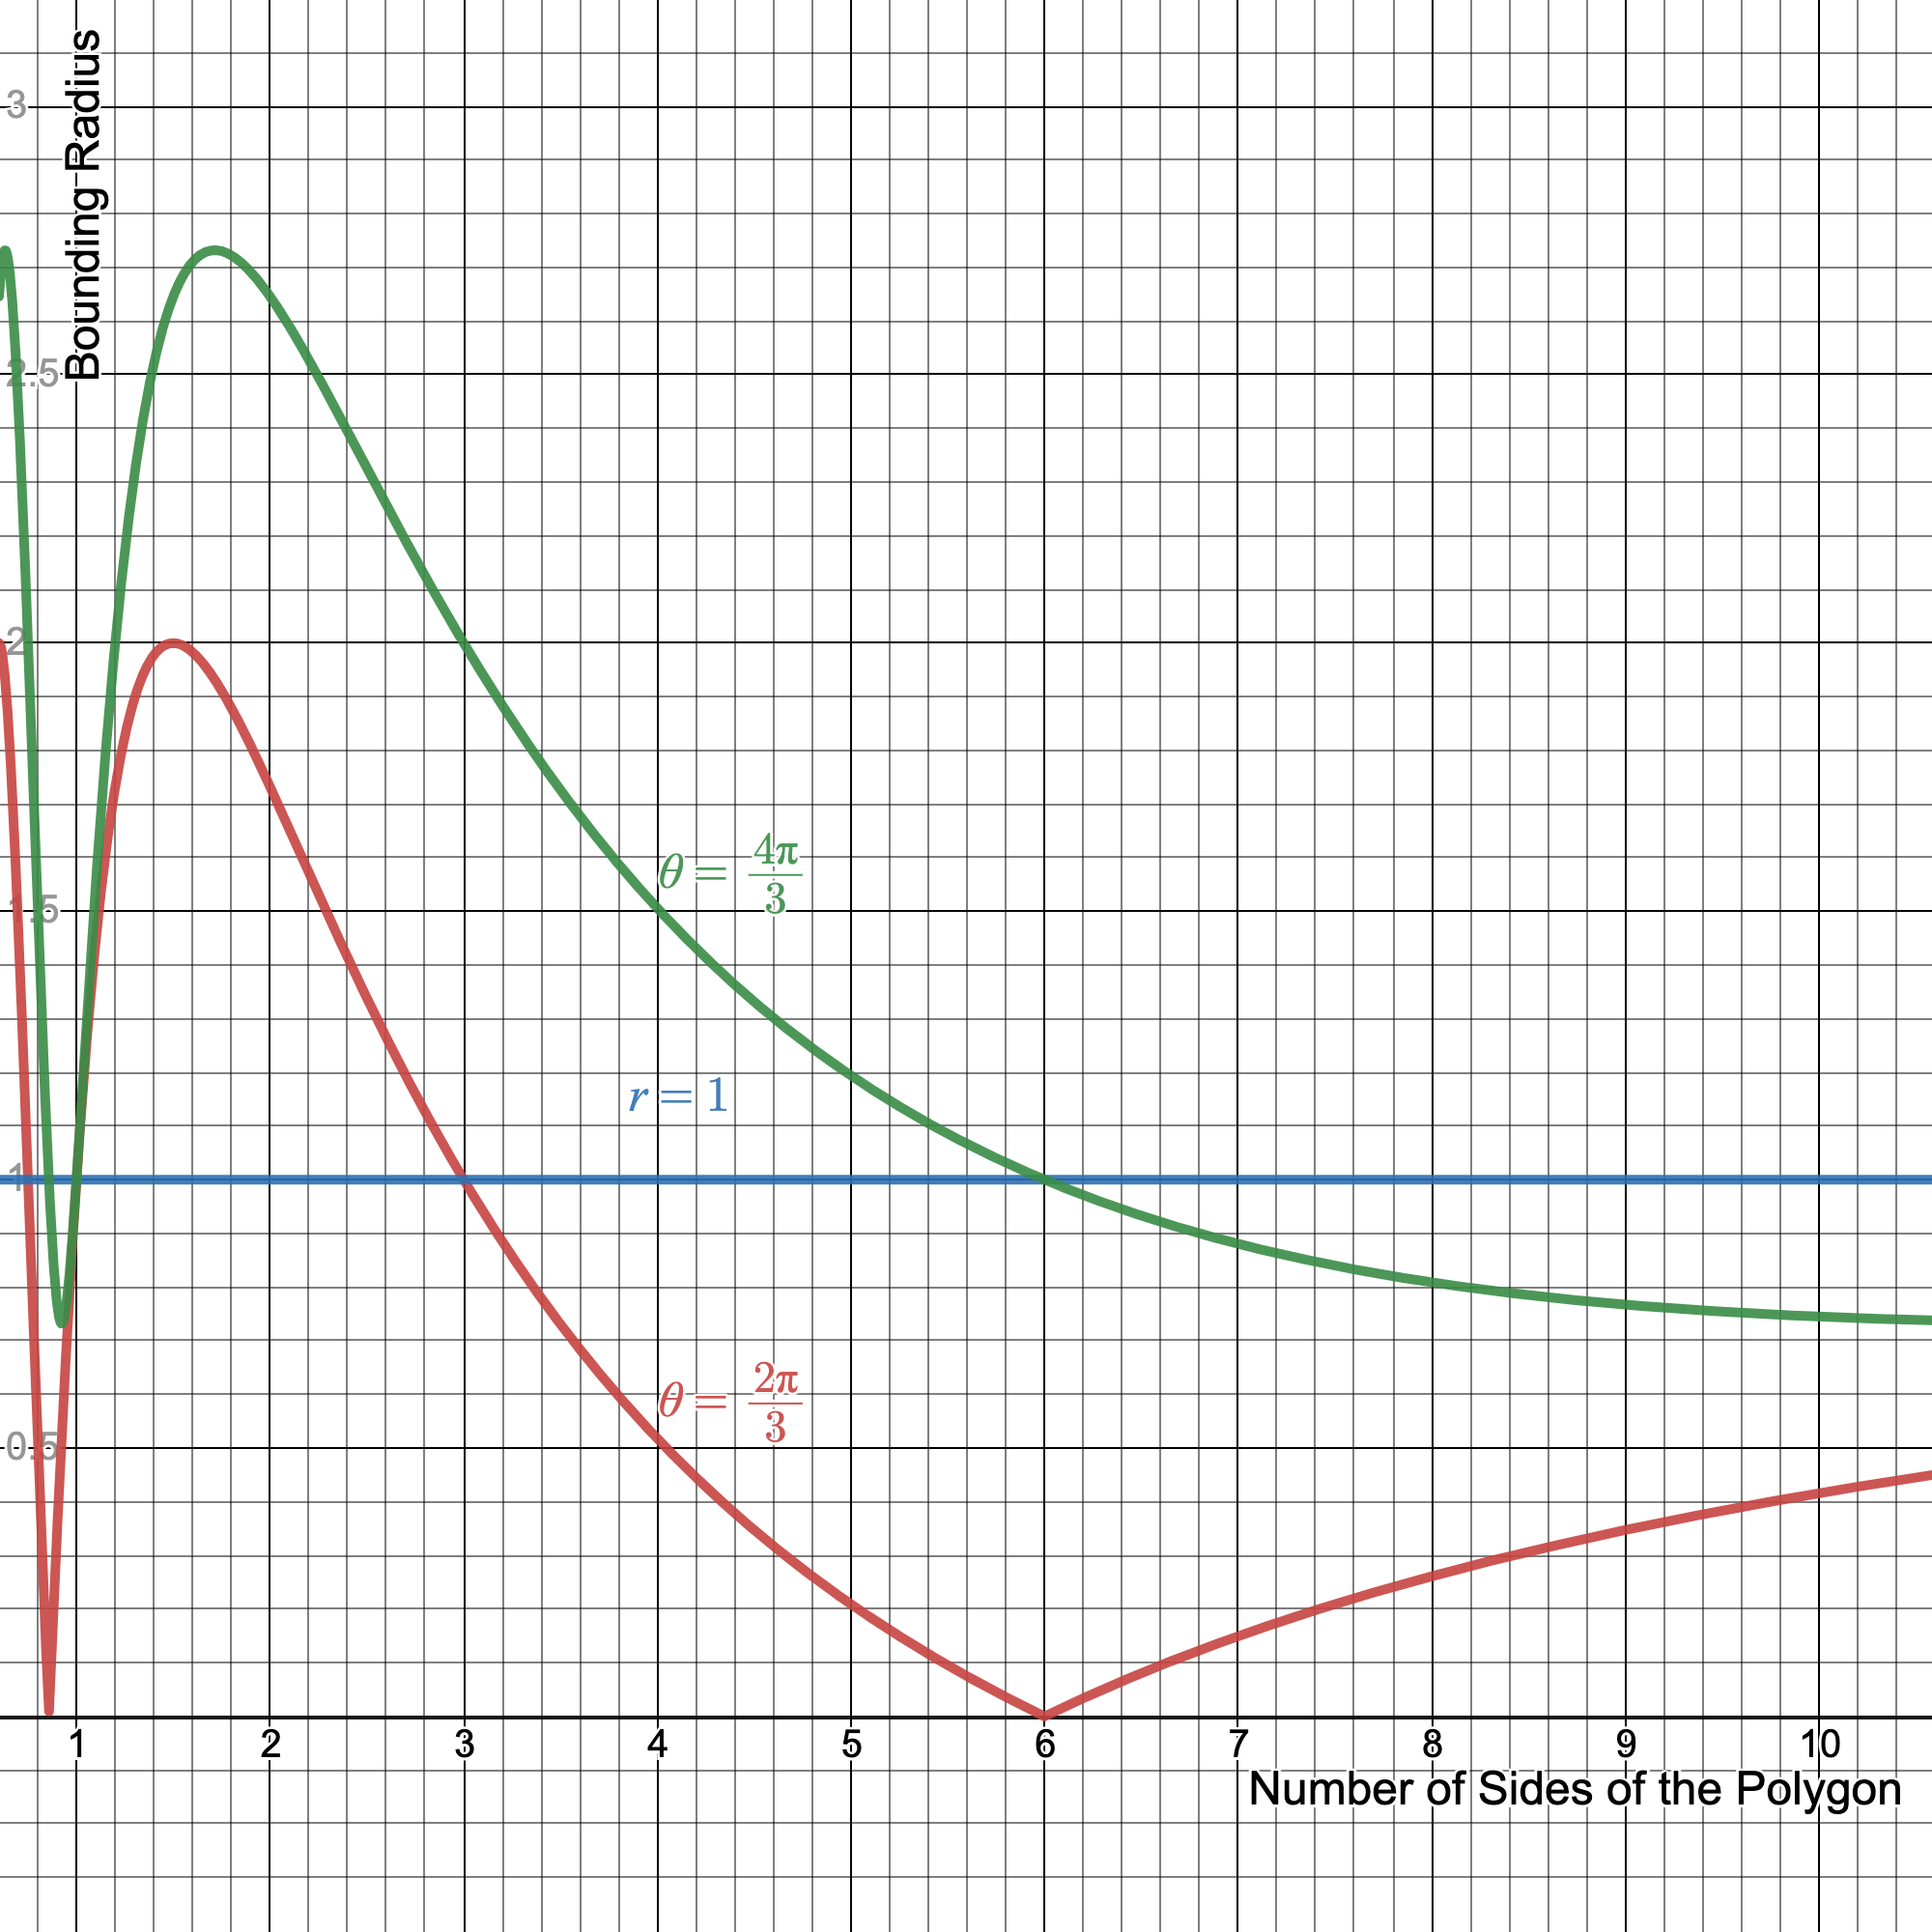 Bounding Radius
3
2.5
2
1.5
1
0.5
θ = 4π/3
r = 1
θ = 2π/3
1 2 3 4 5 6 7 8 9 10
Number of Sides of the Polygon